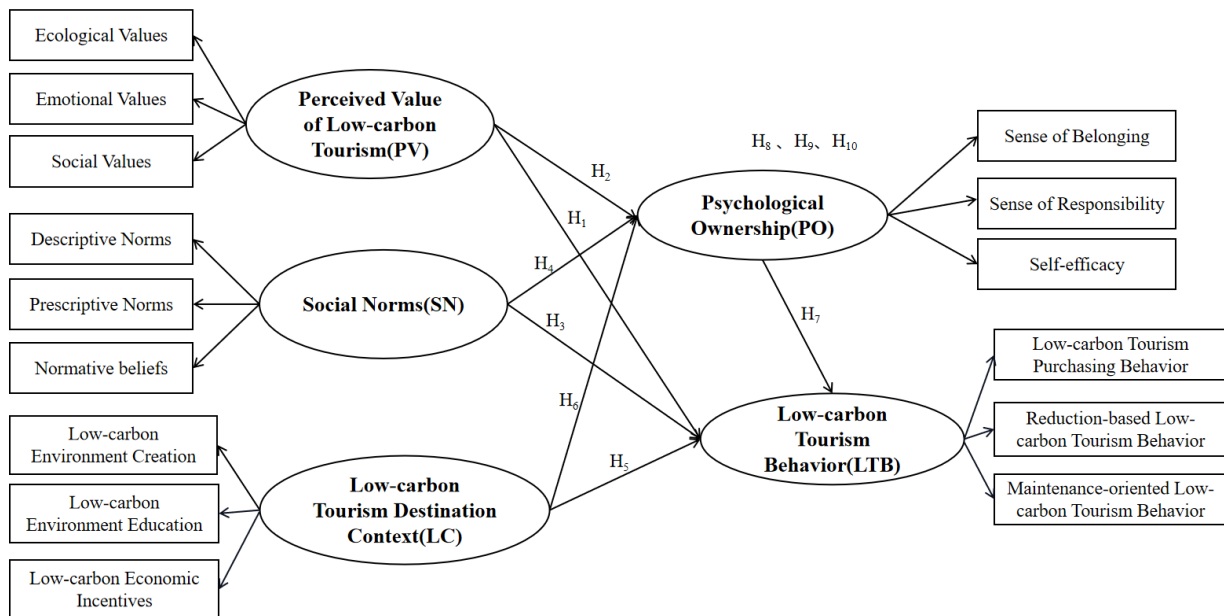 Ecological Values
Emotional Values
Social Values
Perceived Value
of Low-carbon
Tourism(PV)
Descriptive Norms
Prescriptive Norms
Normative beliefs
Social Norms(SN)
Low-carbon
Environment Creation
Low-carbon
Environment Education
Low-carbon Economic
Incentives
Low-carbon
Tourism Destination
Context(LC)
H2
H1
H4
H3
H6
H5
H8 、H9、H10
Psychological
Ownership(PO)
H7
Low-carbon
Tourism
Behavior(LTB)
Sense of Belonging
Sense of Responsibility
Self-efficacy
Low-carbon Tourism
Purchasing Behavior
Reduction-based Low-
carbon Tourism Behavior
Maintenance-oriented Low-
carbon Tourism Behavior